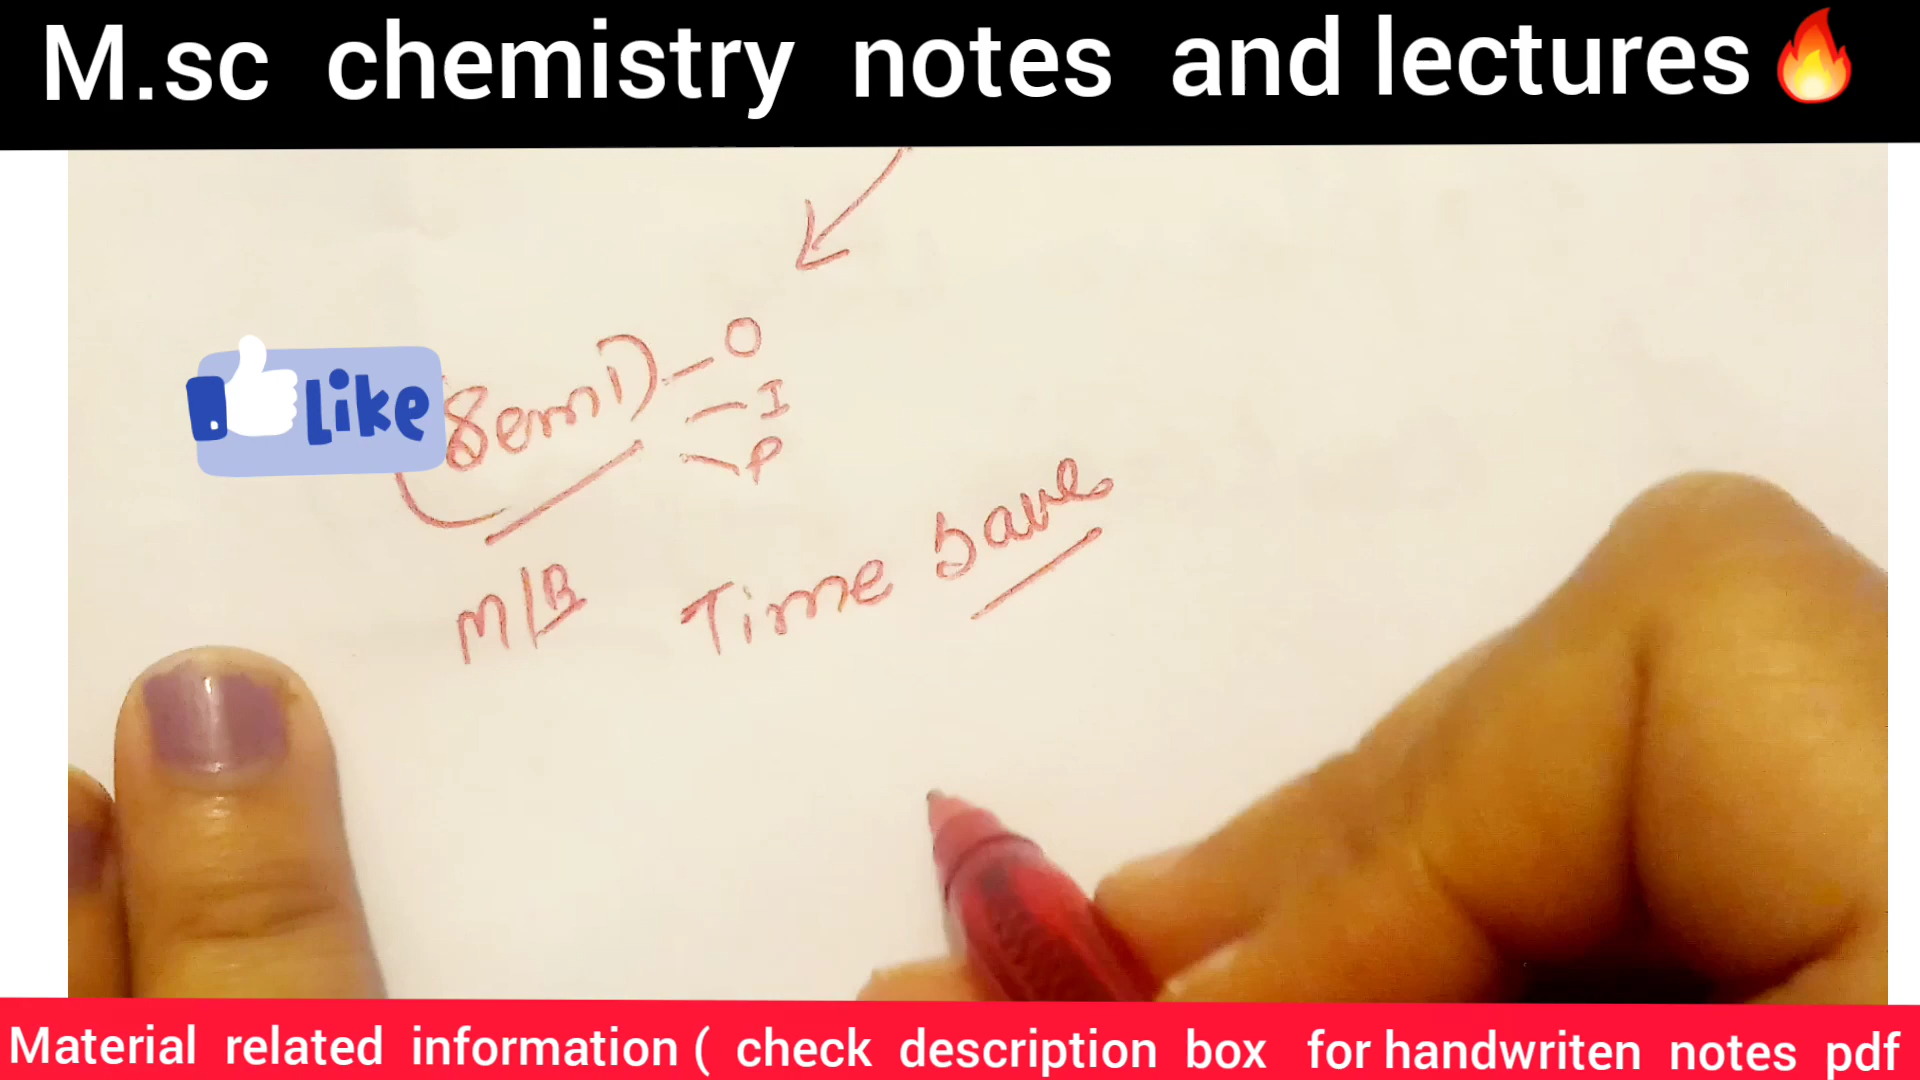 M.sc chemistry notes and lectures🔥
O
Sem 1) - I
Like
P
Time save
M/B
Material related information ( check description box for handwriten notes pdf